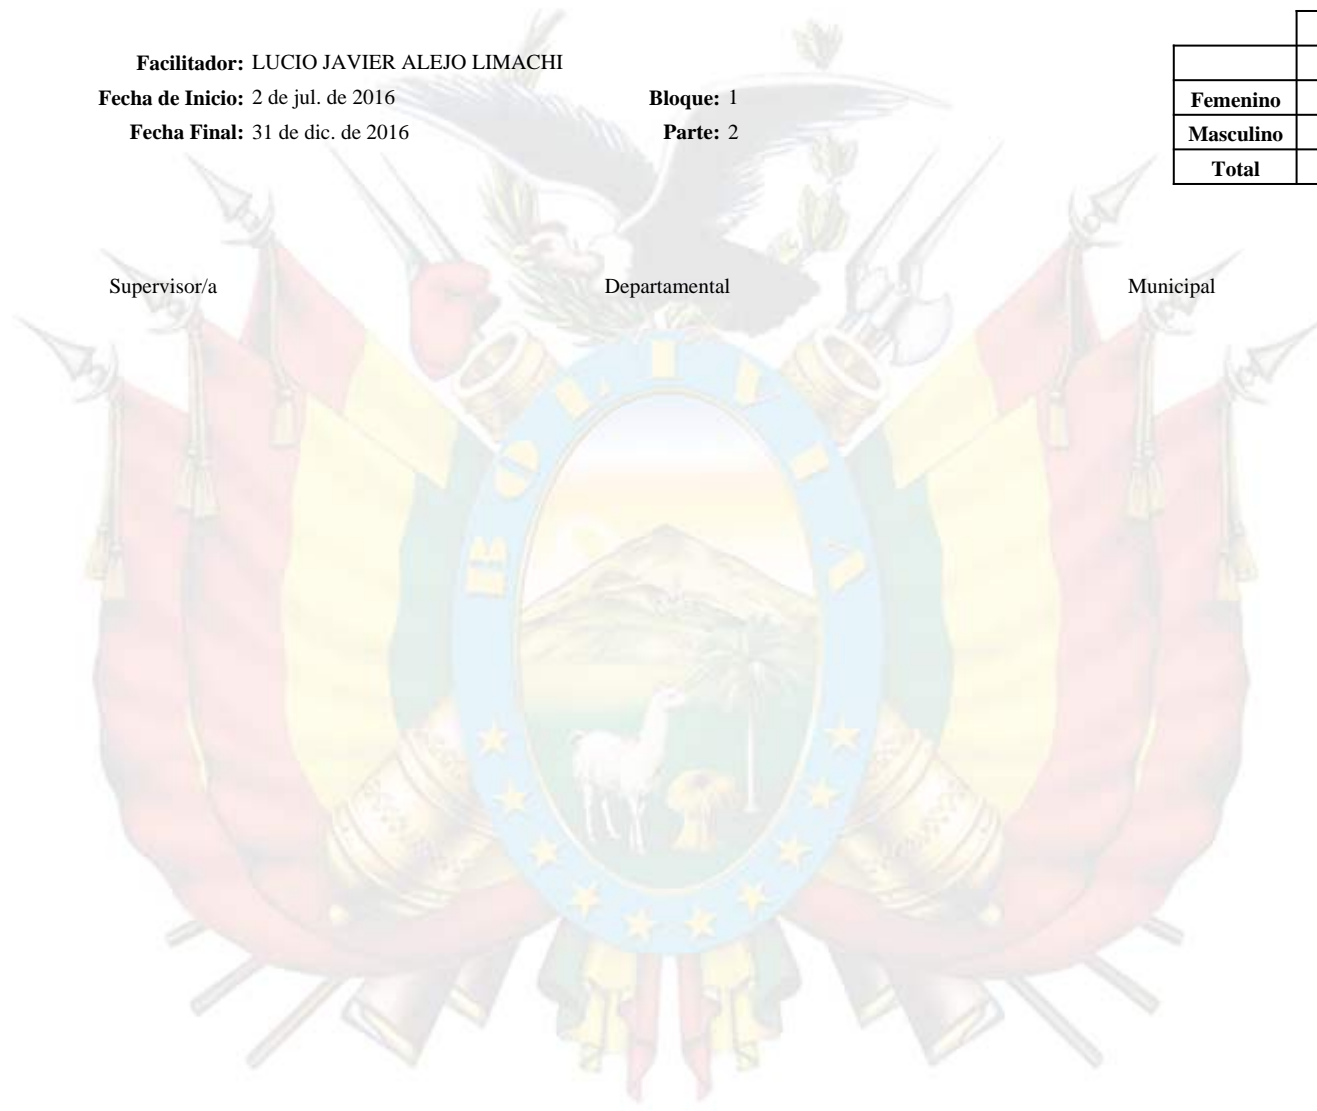 Facilitador: LUCIO JAVIER ALEJO LIMACHI
Fecha de Inicio: 2 de jul. de 2016 Bloque: 1
Fecha Final: 31 de dic. de 2016 Parte: 2
Femenino
Masculino
Total
Supervisor/a Departamental Municipal
BOLIVIA